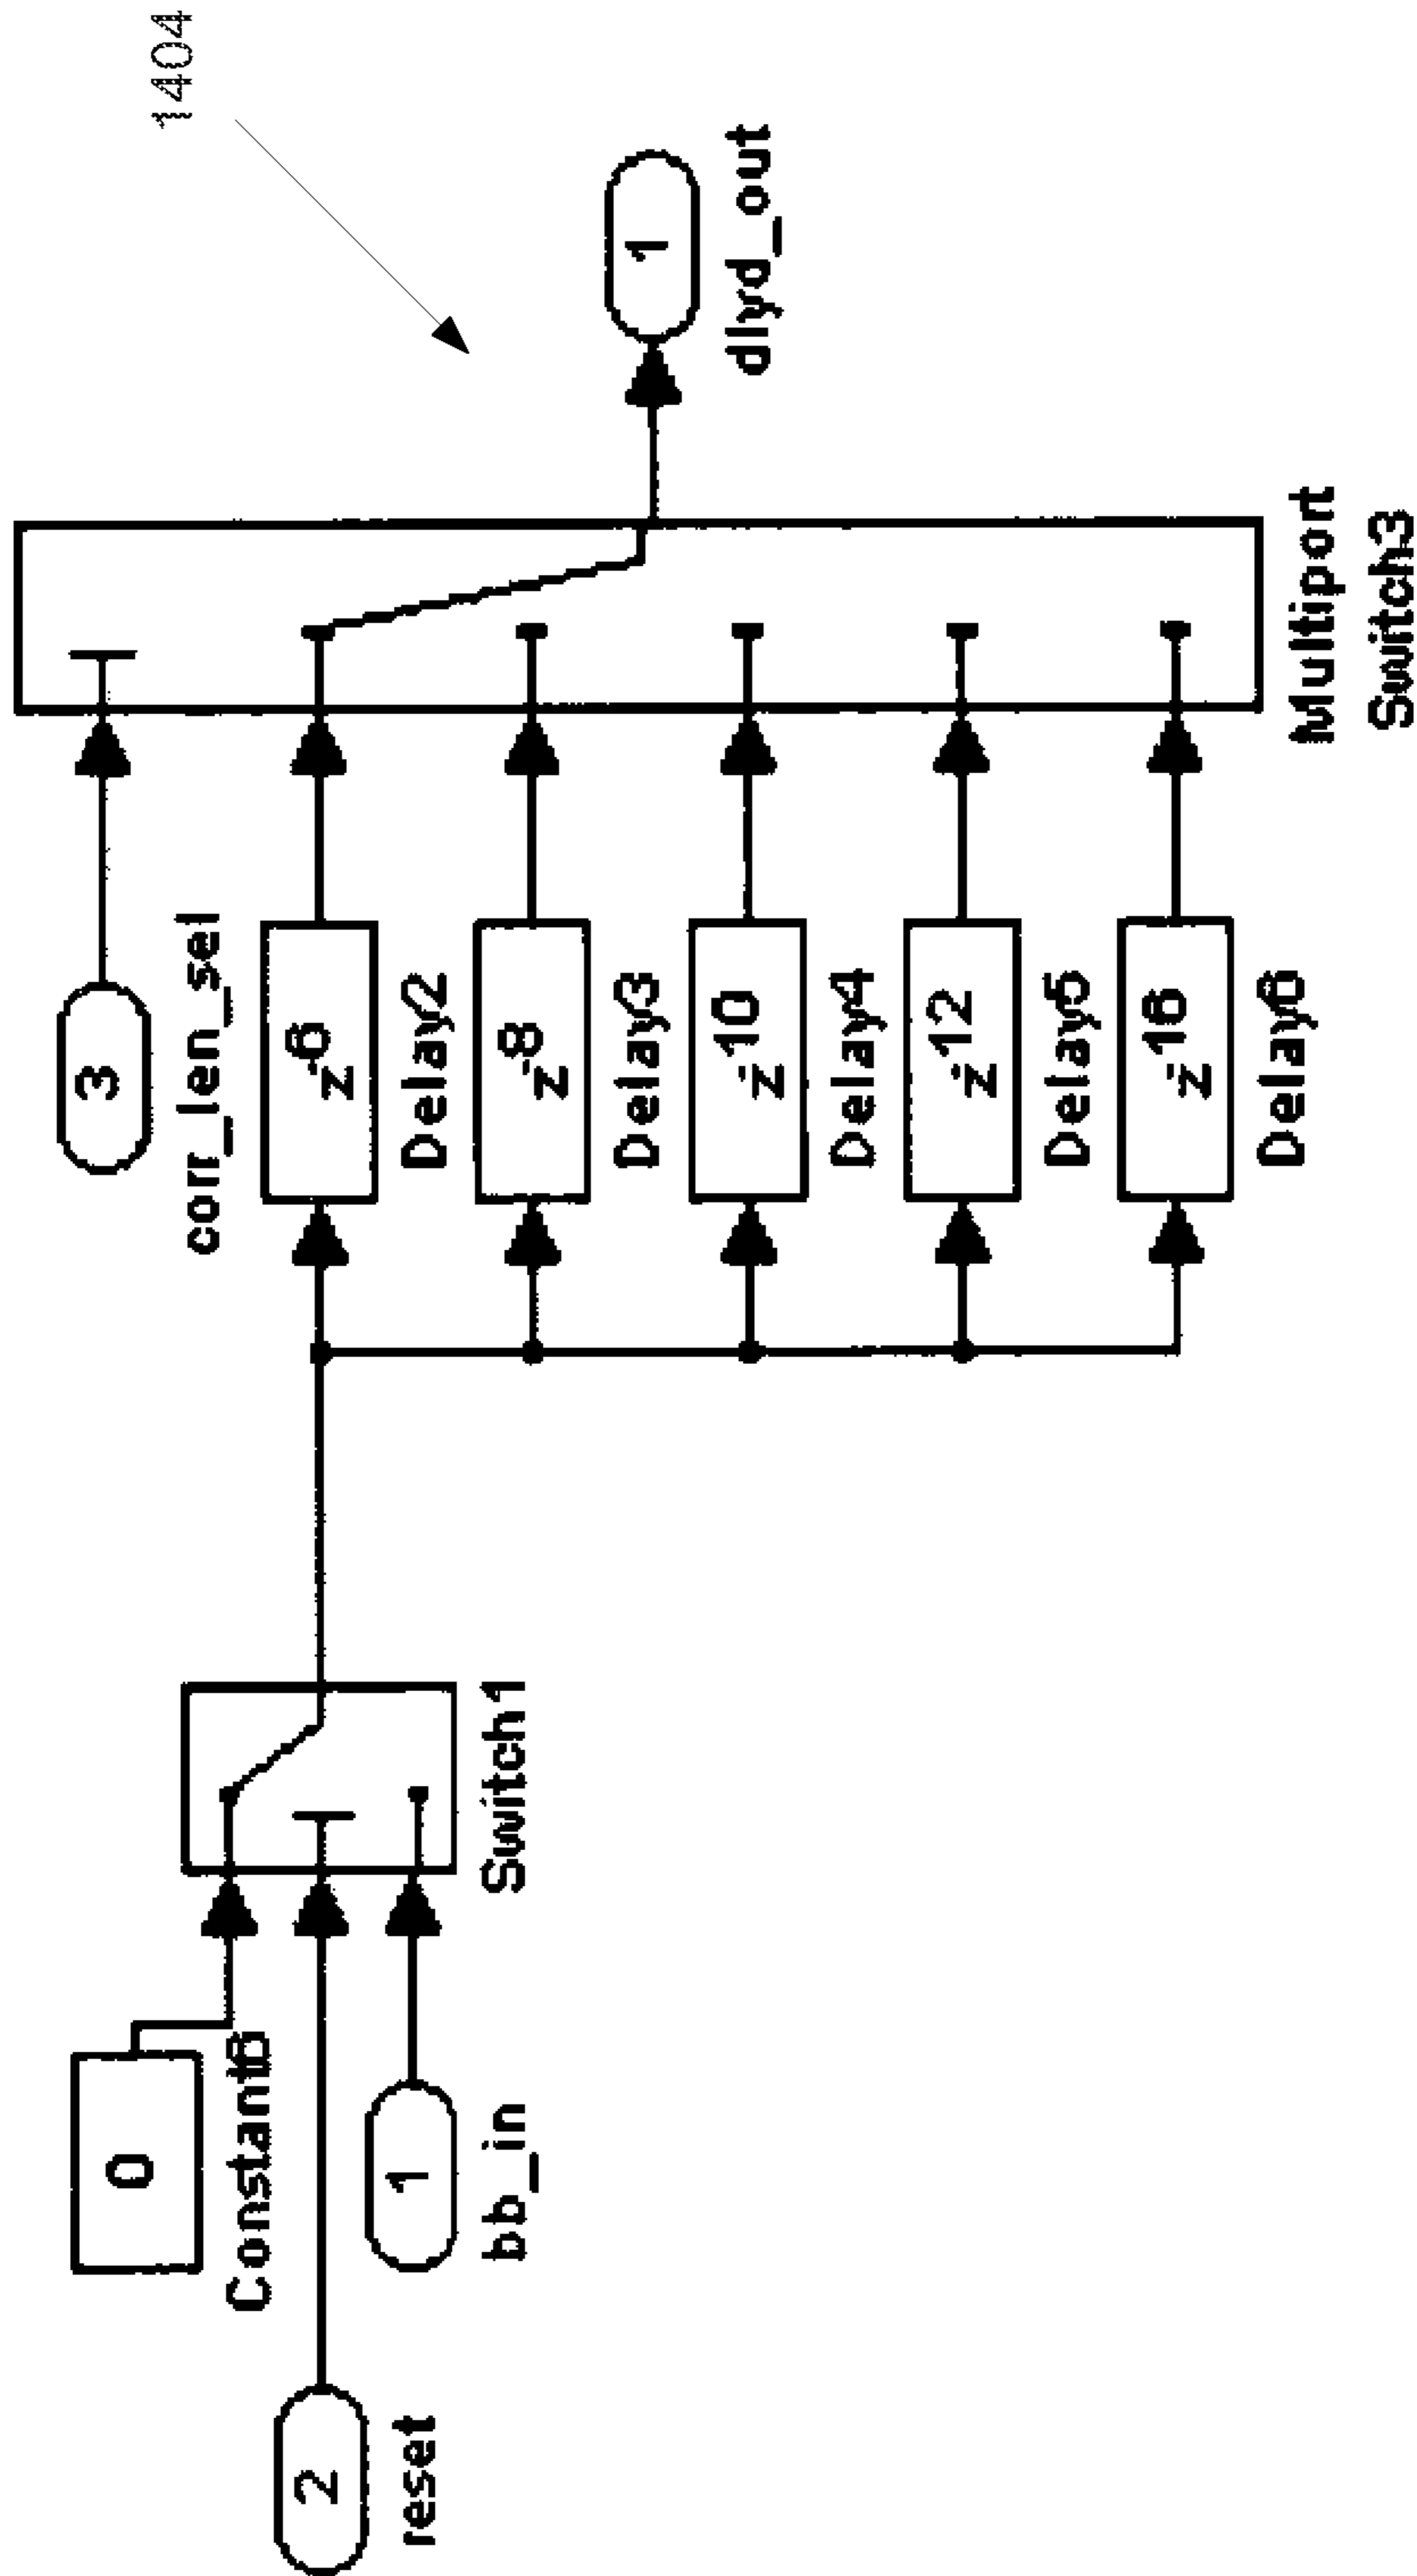 1404
3
corr_len_sel
0
Constant8
2
reset
1
bb_in
Switch1
z-6
Delay2
z-8
Delay3
z-10
Delay4
z-12
Delay5
z-16
Delay6
Multiport
Switch3
1
dlyd_out